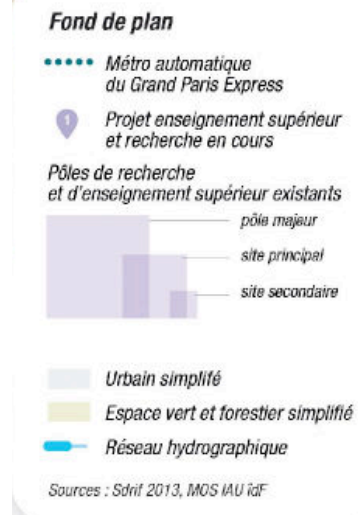 Fond de plan
Métro automatique
du Grand Paris Express
1
Projet enseignement supérieur
et recherche en cours
Pôles de recherche
et d'enseignement supérieur existants
pôle majeur
site principal
site secondaire
Urbain simplifé
Espace vert et forestier simplifié
Réseau hydrographique
Sources : Sdrif 2013, MOS IAU îdF